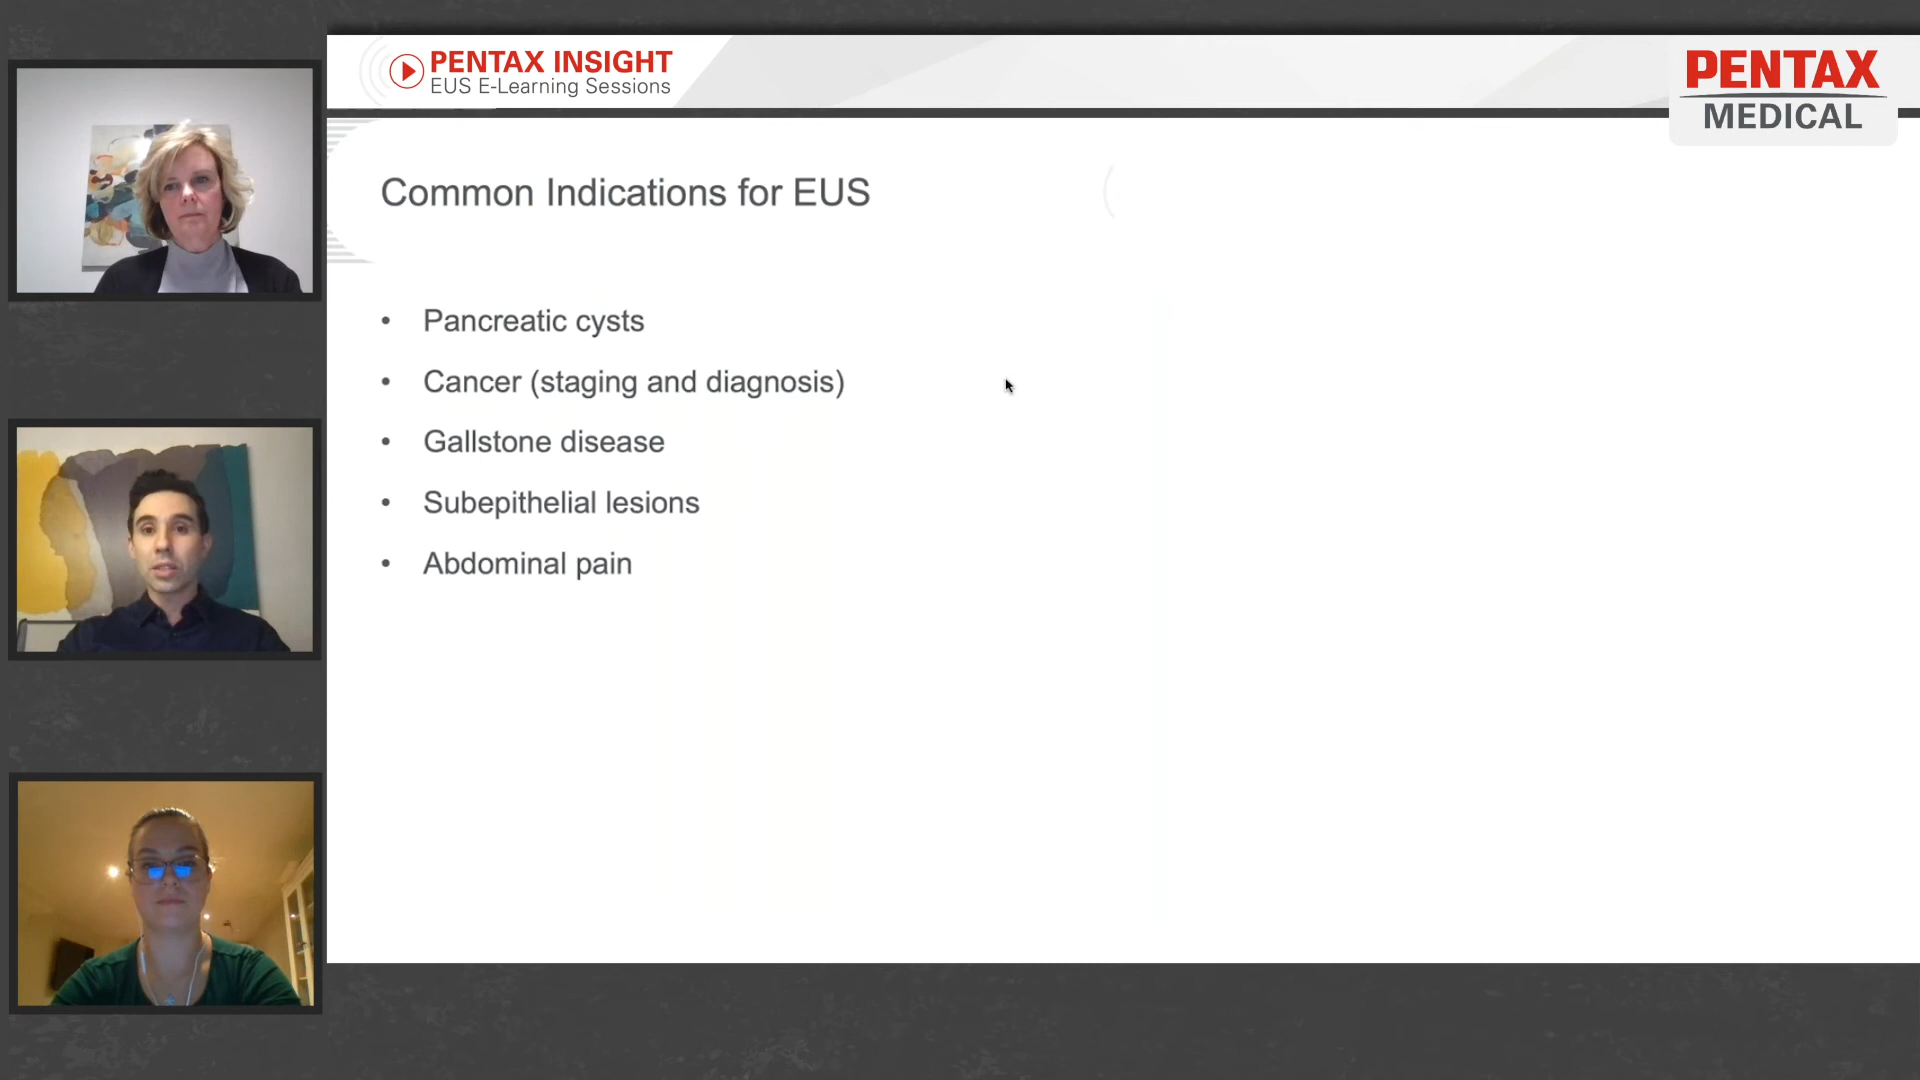 PENTAX INSIGHT
EUS E-Learning Sessions
PENTAX
MEDICAL
Common Indications for EUS
• Pancreatic cysts
• Cancer (staging and diagnosis)
• Gallstone disease
• Subepithelial lesions
• Abdominal pain